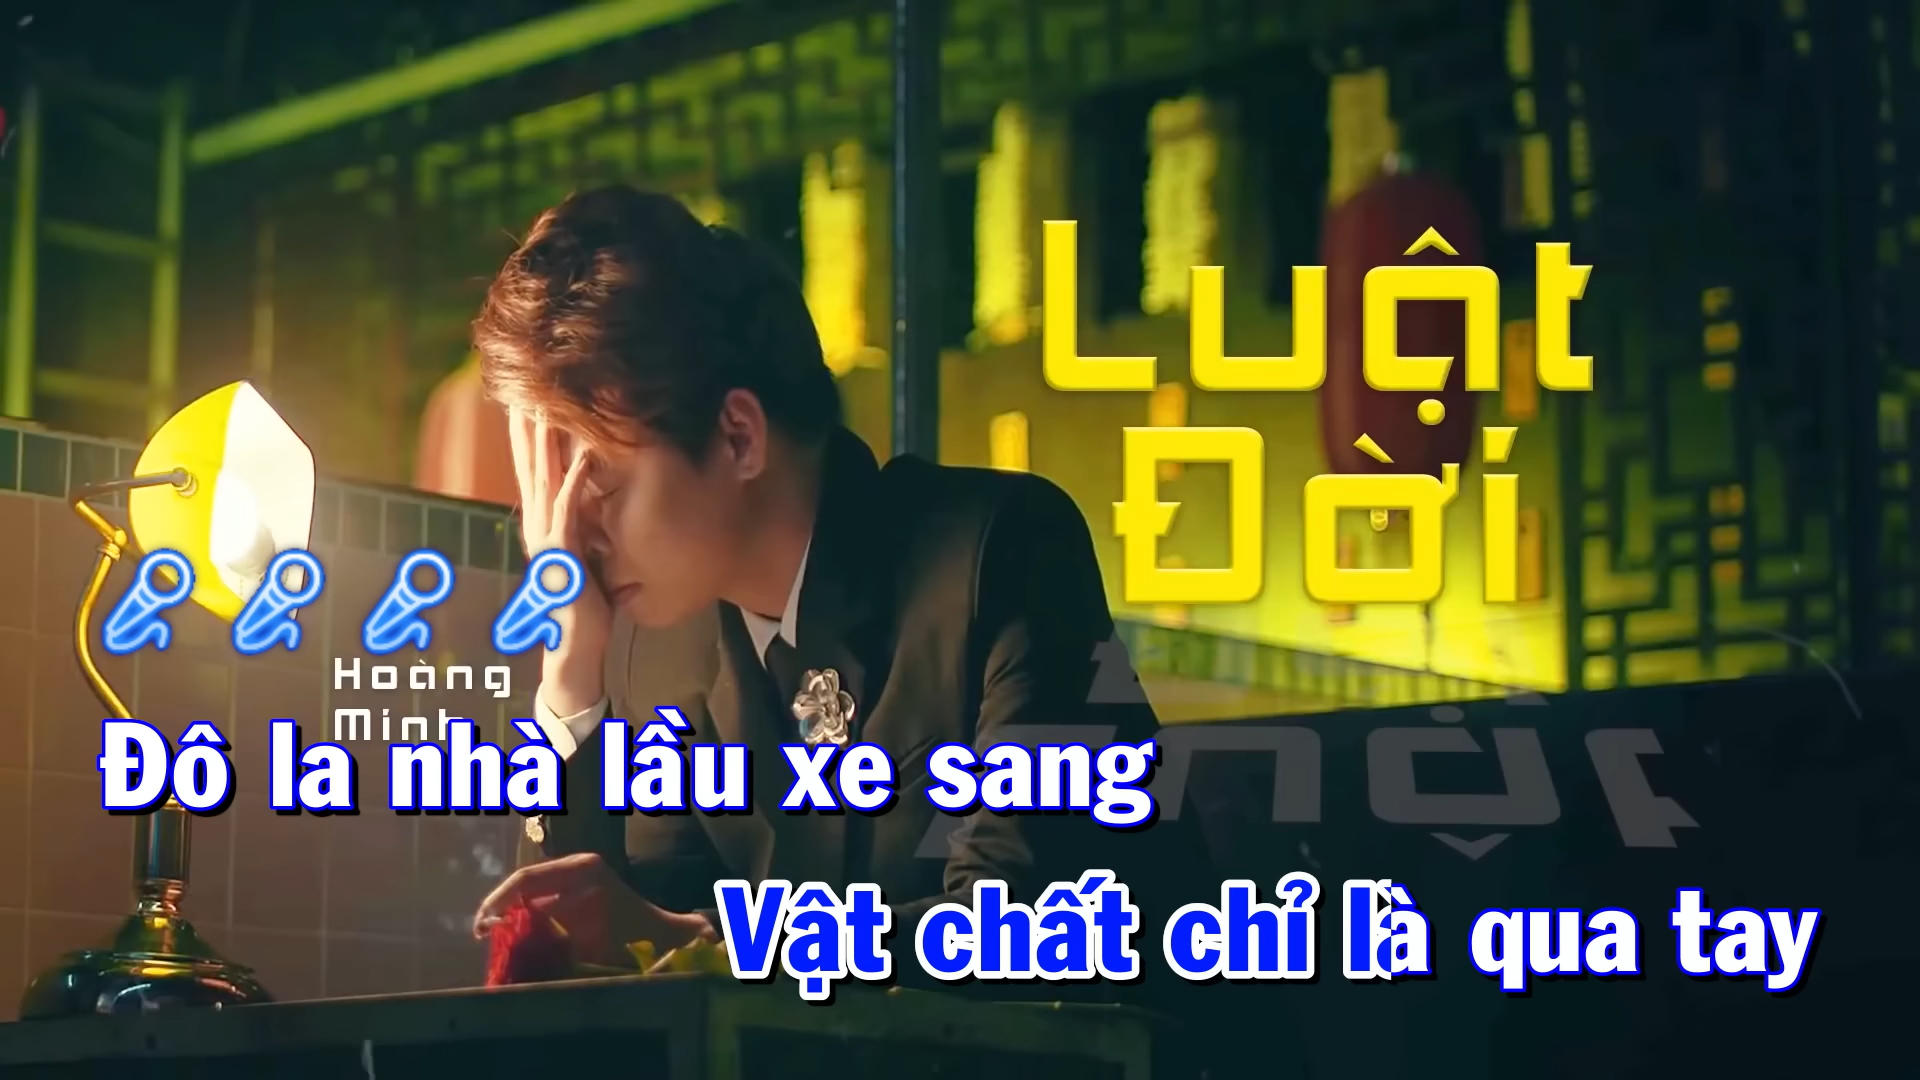 Luật
Đời
Hoàng
Minh
Đô la nhà lầu xe sang
Vật chất chỉ là qua tay